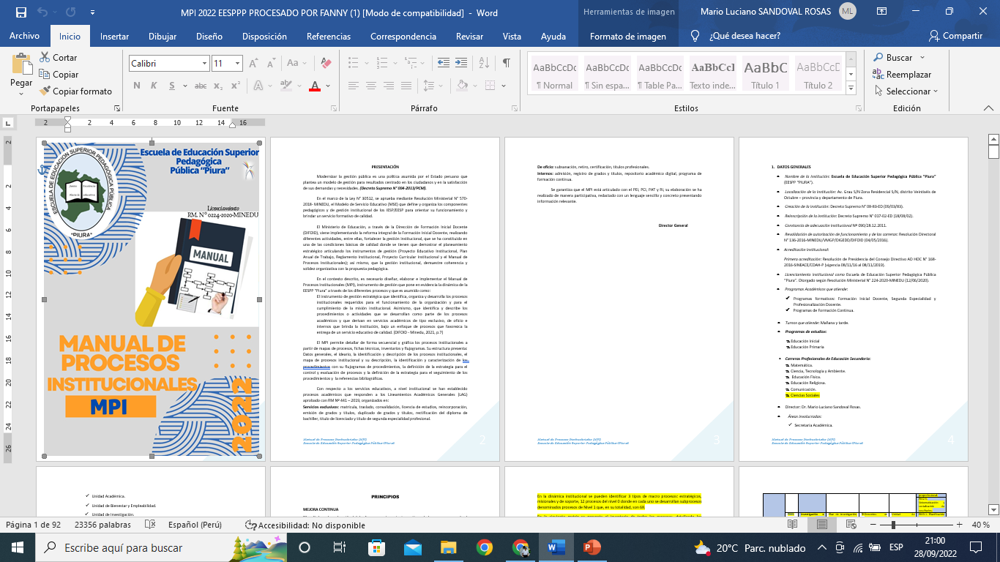 MPI 2022 EESPPP PROCESADO POR FANNY (1) [Modo de compatibilidad] - Word
Herramientas de imagen
Mario Luciano SANDOVAL ROSAS
ML
Archivo Inicio Insertar Dibujar Diseño Disposición Referencias Correspondencia Revisar Vista Ayuda Formato de imagen ¿Qué desea hacer? Compartir
Pegar
Cortar
Copiar
Copiar formato
Portapapeles
Calibri 11
N K S abc x₂ x²
Fuente
Párrafo
AaBbCcDc AaBbCcDc AaBbCcDc AaBbCcI AaBbC AaBbCcD
¶ Normal ¶ Sin espa... ¶ Table Pa... Texto inde... Título 1 Título 2
Estilos
Buscar
Reemplazar
Seleccionar
Edición
2 2 4 6 8 10 12 14 16
ESCUELA DE EDUCACION SUPERIOR PEDAGÓGICA PÚBLICA
"PIURA"
Escuela de Educación Superior
Pedagógica
Pública "Piura"
Licenciamiento
RM. N° 0224-2020-MINEDU
MANUAL
MANUAL DE
PROCESOS
INSTITUCIONALES
MPI
2022
PRESENTACIÓN
Modernizar la gestión pública es una política asumida por el Estado peruano que
plantea un modelo de gestión para resultados centrado en los ciudadanos y en la satisfacción
de sus demandas y necesidades. (Decreto Supremo N° 004-2013/PCM).
En el marco de la Ley N° 30512, se aprueba mediante Resolución Ministerial N° 570-
2018- MINEDU, el Modelo de Servicio Educativo (MSE) que define y organiza los componentes
pedagógicos y de gestión institucional de los IESP/EESP para orientar su funcionamiento y
brindar un servicio formativo de calidad.
El Ministerio de Educación, a través de la Dirección de Formación Inicial Docente
(DIFOID), viene implementando la reforma integral de la Formación Inicial Docente, realizando
diferentes actividades, entre ellas, fortalecer la gestión institucional, que se ha constituido en
una de las condiciones básicas de calidad donde se tienen que demostrar el planeamiento
estratégico articulando los instrumentos de gestión (Proyecto Educativo Institucional, Plan
Anual de Trabajo, Reglamento Institucional, Proyecto Curricular Institucional y el Manual de
Procesos Institucionales); así mismo, que la gestión institucional, demuestre coherencia y
solidez organizativa con la propuesta pedagógica.
En el contexto descrito, es necesario diseñar, elaborar e implementar el Manual de
Procesos Institucionales (MPI), instrumento de gestión que pone en evidencia la dinámica de la
EESPP "Piura" a través de los diferentes procesos y que es asumido como:
El instrumento de gestión estratégica que identifica, organiza y desarrolla los procesos
institucionales requeridos para el funcionamiento de la organización y para el
cumplimiento de la misión institucional. Asimismo, que identifica y describe los
procedimientos o actividades que se desarrollan como parte de los procesos
académicos y que derivan en servicios académicos de tipo exclusivo, de oficio e
internos que brinda la institución, bajo un enfoque de procesos que favorezca la
entrega de un servicio educativo de calidad. (DIFOID - Minedu, 2021, p.7)
El MPI permite detallar de forma secuencial y gráfica los procesos institucionales a
partir de mapas de procesos, fichas técnicas, inventarios y flujogramas. Su estructura presenta:
Datos generales, el ideario, la identificación y descripción de los procesos institucionales, el
mapa de procesos institucional y su descripción, la identificación y caracterización de los
procedimientos con su flujogramas de procedimientos, la definición de la estrategia para el
control y evaluación de procesos y la definición de la estrategia para el seguimiento de los
procedimientos y la referencias bibliográficas.
Con respecto a los servicios educativos, a nivel institucional se han establecido
procesos académicos que responden a los Lineamientos Académicos Generales (LAG)
aprobado con RM N° 441 – 2019, organizados en:
Servicios exclusivos: matrícula, traslado, convalidación, licencia de estudios, reincorporación,
emisión de grados y títulos, duplicado de grados y títulos, rectificación del diploma de
bachiller, título de licenciado y título de segunda especialidad profesional.
Manual de Procesos Institucionales (MPI)
Escuela de Educación Superior Pedagógica Pública "Piura"
2
De oficio: subsanación, retiro, certificación, títulos profesionales.
Internos: admisión, registro de grados y títulos, repositorio académico digital, programa de
formación continua.
Se garantiza que el MPI está articulado con el PEI, PCI, PAT y RI, su elaboración se ha
realizado de manera participativa, redactado con un lenguaje sencillo y concreto presentando
información relevante.
Director General
Manual de Procesos Institucionales (MPI)
Escuela de Educación Superior Pedagógica Pública "Piura"
3
1. DATOS GENERALES
Nombre de la Institución: Escuela de Educación Superior Pedagógica Pública "Piura"
(EESPP "PIURA").
Localización de la Institución: Av. Grau S/N Zona Residencial S/N, distrito Veintiséis de
Octubre – provincia y departamento de Piura.
Creación de la Institución: Decreto Supremo N° 08-83-ED (09/03/83).
Reinscripción de la Institución: Decreto Supremo N° 017-02-ED (18/08/02).
Constancia de adecuación institucional Nº 090/28.12.2011.
Revalidación de autorización de funcionamiento y de las carreras: Resolución Directoral
N° 136-2016-MINEDU/VMGP/DIGEDD/DIFOID (04/05/2016).
Acreditación Institucional:
Primera acreditación: Resolución de Presidencia del Consejo Directivo AD HOC N° 168-
2016-SINEACE/CDAH-P (vigencia 08/11/16 al 08/11/2019).
Licenciamiento Institucional como Escuela de Educación Superior Pedagógica Pública
"Piura". Otorgado según Resolución Ministerial N° 224-2020-MINEDU (12/06/2020).
Programas Académicos que atiende:
Programas formativos: Formación Inicial Docente, Segunda Especialidad y
Profesionalización Docente.
Programas de Formación Continua.
Turnos que atiende: Mañana y tarde.
Programas de estudios:
Educación Inicial
Educación Primaria
Carreras Profesionales de Educación Secundaria:
Matemática.
Ciencia, Tecnología y Ambiente.
Educación Física.
Educación Religiosa.
Comunicación.
Ciencias Sociales
Director: Dr. Mario Luciano Sandoval Rosas.
Áreas involucradas:
Secretaria Académica.
Manual de Procesos Institucionales (MPI)
Escuela de Educación Superior Pedagógica Pública "Piura"
4
Unidad Académica.
Unidad de Bienestar y Empleabilidad.
Unidad de Investigación.
PRINCIPIOS
MEJORA CONTINUA
En la dinámica institucional se pueden identificar 3 tipos de macro procesos: estratégicos,
misionales y de soporte, 12 procesos del nivel 0 donde en cada uno se desarrollan subprocesos
denominados procesos de Nivel 1 que, en su totalidad, son 68.
Página 1 de 92 23356 palabras Español (Perú) Accesibilidad: No disponible 40 %
Escribe aquí para buscar
20°C Parc. nublado ESP
21:00
28/09/2022